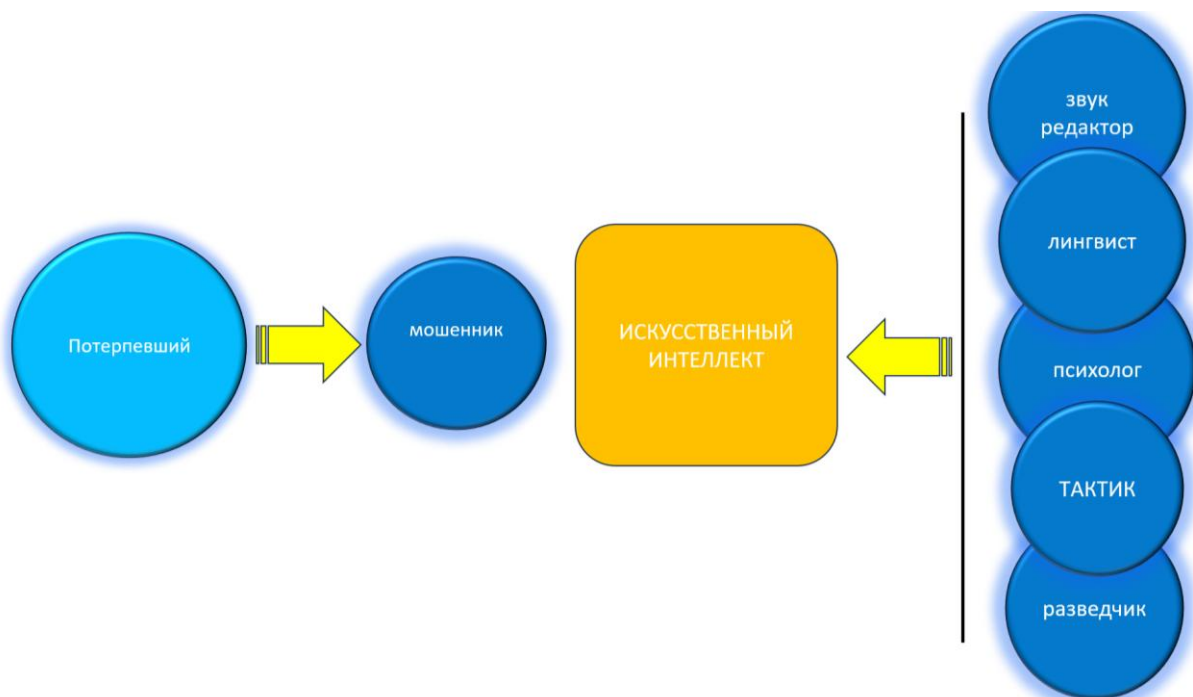 Потерпевший
мошенник
ИСКУССТВЕННЫЙ
ИНТЕЛЛЕКТ
звук
редактор
лингвист
психолог
ТАКТИК
разведчик